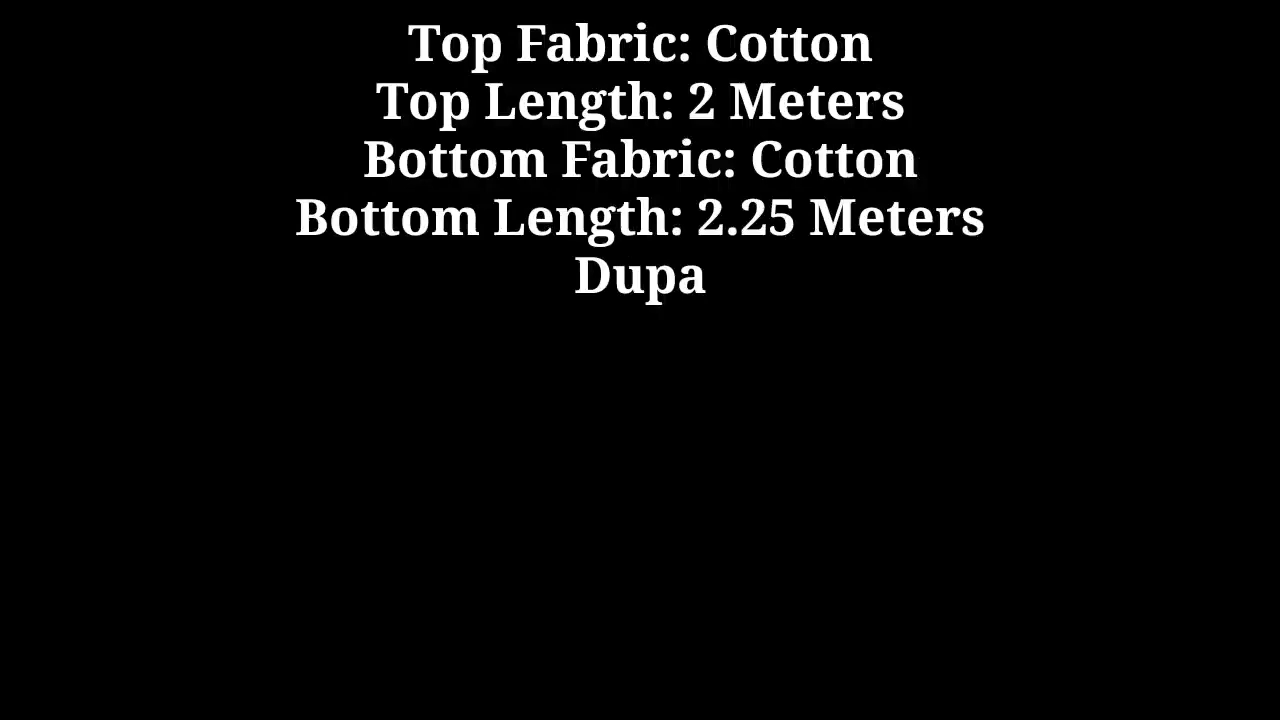 Top Fabric: Cotton
Top Length: 2 Meters
Bottom Fabric: Cotton
Bottom Length: 2.25 Meters
Dupa